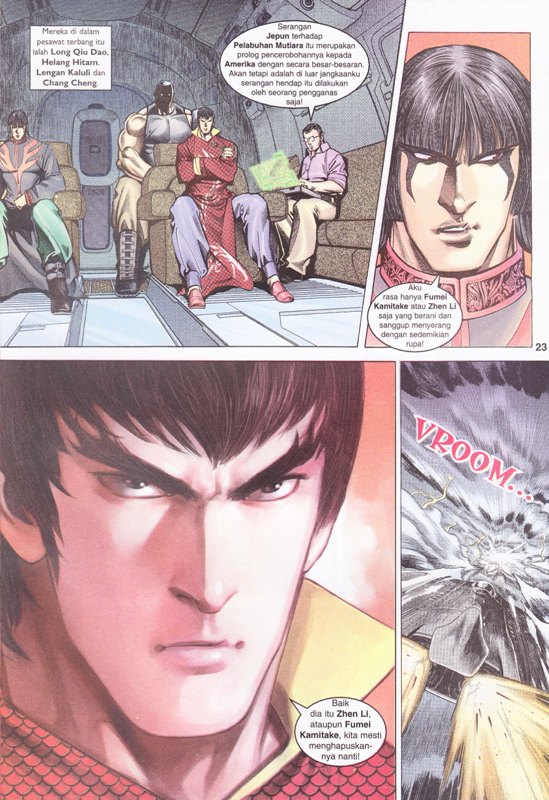 Mereka di dalam
pesawat terbang itu
ialah Long Qiu Dao,
Helang Hitam,
Lengan Kaluli dan
Chang Cheng.
Serangan
Jepun terhadap
Pelabuhan Mutiara itu merupakan
prolog pencerobohannya kepada
Amerika dengan secara besar-besaran.
Akan tetapi adalah di luar jangkaanku
serangan hendap itu dilakukan
oleh seorang pengganas
saja!
Aku
rasa hanya Fumei
Kamitake atau Zhen Li
saja yang berani dan
sanggup menyerang
dengan sedemikian
rupa!
23
VROOM...
Baik
dia itu Zhen Li,
ataupun Fumei
Kamitake, kita mesti
menghapuskan-
nya nanti!